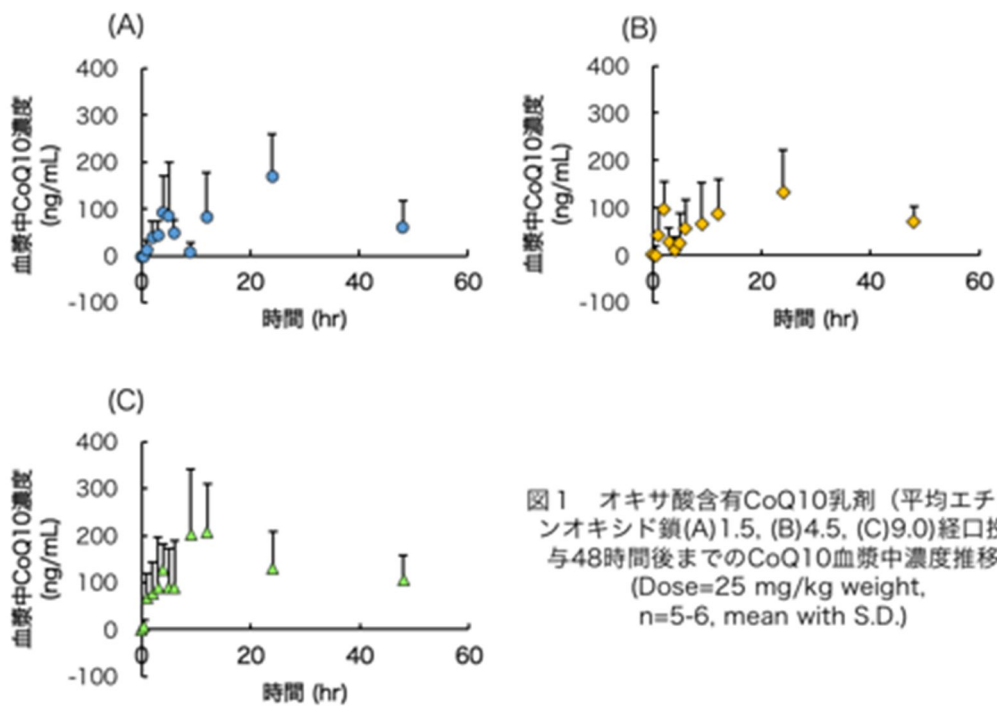 (A)
400
300
200
100
0
-100
血漿中CoQ10濃度
(ng/mL)
0 20 40 60
時間 (hr)
(B)
400
300
200
100
0
-100
血漿中CoQ10濃度
(ng/mL)
0 20 40 60
時間 (hr)
(C)
400
300
200
100
0
-100
血漿中CoQ10濃度
(ng/mL)
0 20 40 60
時間 (hr)
図1 オキサ酸含有CoQ10乳剤（平均エチ
ンオキシド鎖(A)1.5, (B)4.5, (C)9.0)経口投
与48時間後までのCoQ10血漿中濃度推移
(Dose=25 mg/kg weight,
n=5-6, mean with S.D.)